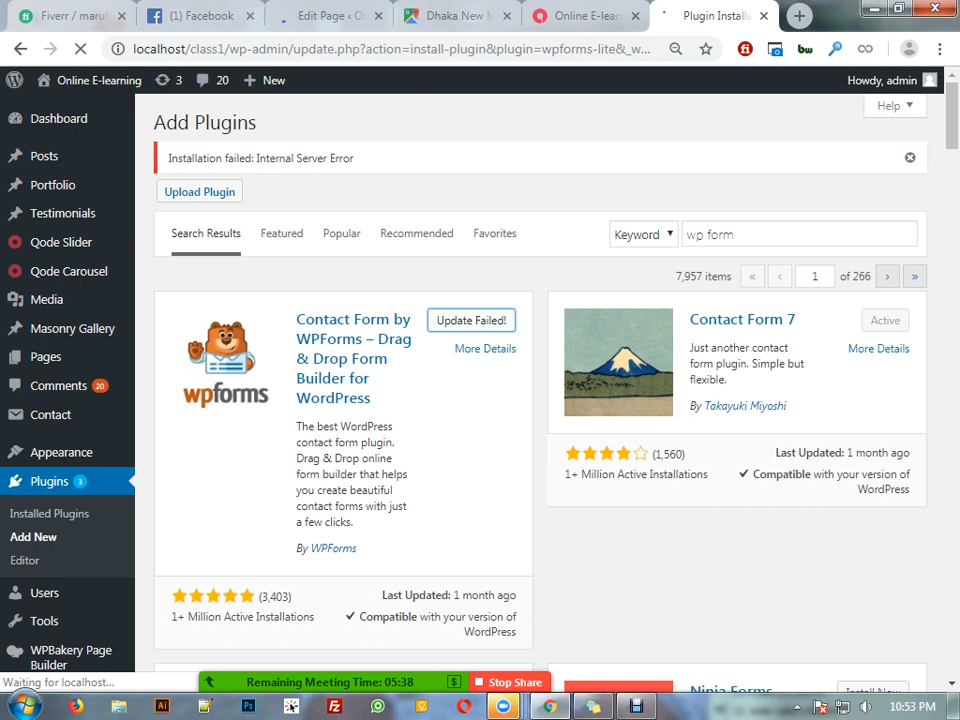 Fiverr / maruf
(1) Facebook
Edit Page ‹ O
Dhaka New M
Online E-lear
Plugin Installa
localhost/class1/wp-admin/update.php?action=install-plugin&plugin=wpforms-lite&_w...
bw
Online E-learning
3
20
New
Howdy, admin
Help
Dashboard
Posts
Portfolio
Testimonials
Qode Slider
Qode Carousel
Media
Masonry Gallery
Pages
Comments 20
Contact
Appearance
Plugins 3
Installed Plugins
Add New
Editor
Users
Tools
WPBakery Page
Builder
Add Plugins
Installation failed: Internal Server Error
Upload Plugin
Search Results
Featured
Popular
Recommended
Favorites
Keyword
wp form
7,957 items
«
‹
1
of 266
›
»
wpforms
Contact Form by
WPForms – Drag
& Drop Form
Builder for
WordPress
Update Failed!
More Details
The best WordPress
contact form plugin.
Drag & Drop online
form builder that helps
you create beautiful
contact forms with just
a few clicks.
By WPForms
(3,403)
1+ Million Active Installations
Last Updated: 1 month ago
Compatible with your version of
WordPress
Contact Form 7
Active
More Details
Just another contact
form plugin. Simple but
flexible.
By Takayuki Miyoshi
(1,560)
1+ Million Active Installations
Last Updated: 1 month ago
Compatible with your version of
WordPress
Ninja Forms
Install Now
Waiting for localhost...
Remaining Meeting Time: 05:38
$
Stop Share
Ai
Ps
10:53 PM